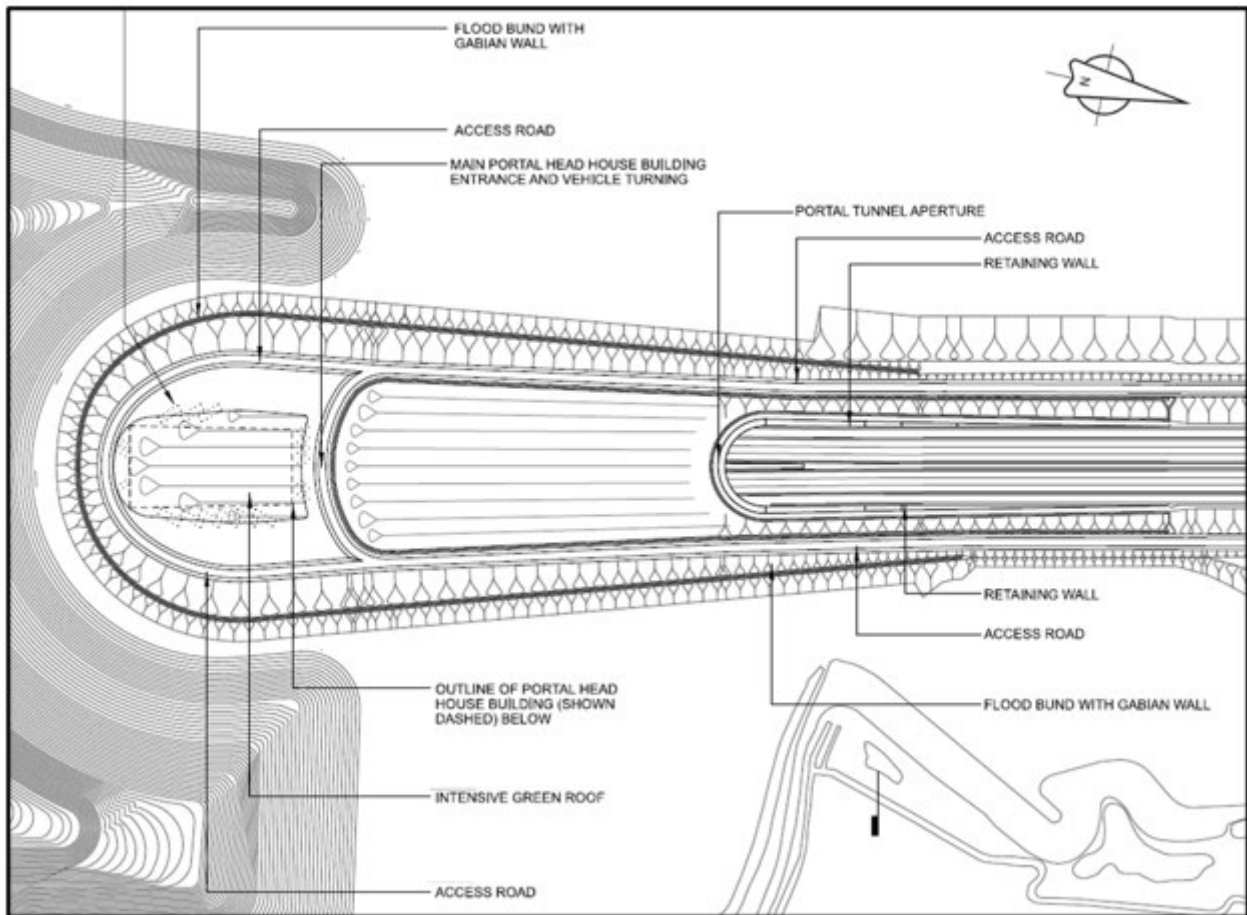 FLOOD BUND WITH
GABIAN WALL
N
ACCESS ROAD
MAIN PORTAL HEAD HOUSE BUILDING
ENTRANCE AND VEHICLE TURNING
PORTAL TUNNEL APERTURE
ACCESS ROAD
RETAINING WALL
RETAINING WALL
ACCESS ROAD
OUTLINE OF PORTAL HEAD
HOUSE BUILDING (SHOWN
DASHED) BELOW
FLOOD BUND WITH GABIAN WALL
INTENSIVE GREEN ROOF
ACCESS ROAD